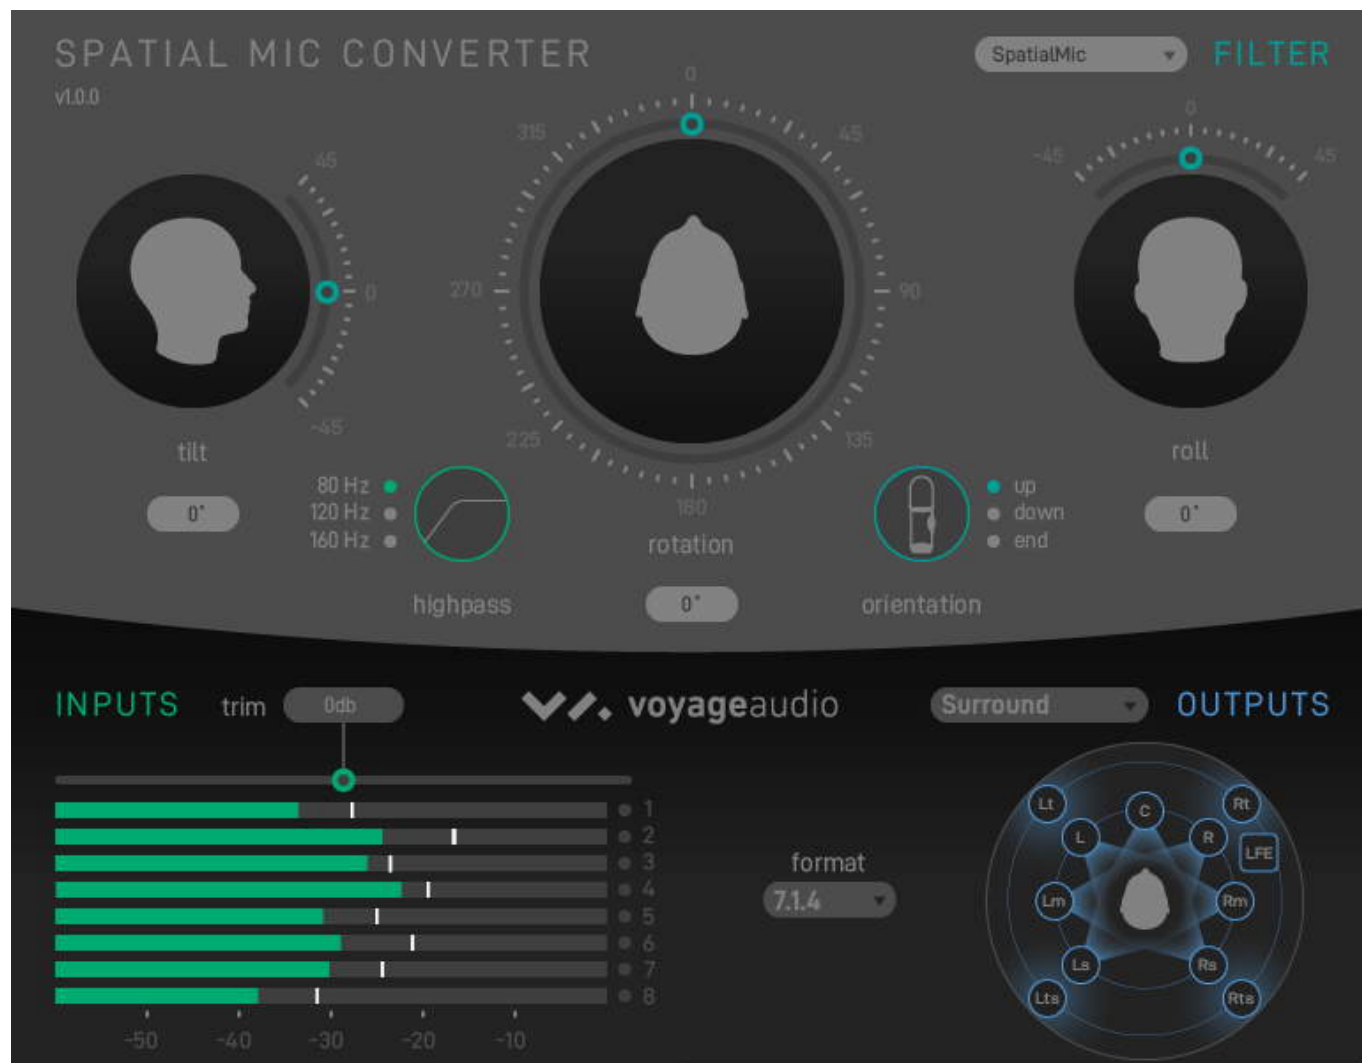 SPATIAL MIC CONVERTER
SpatialMic
FILTER
v1.0.0
0
315
45
270
90
225
135
180
rotation
0°
45
0
-45
tilt
0°
0
-45
45
roll
0°
80 Hz
120 Hz
160 Hz
highpass
up
down
end
orientation
INPUTS
trim
0db
voyageaudio
Surround
OUTPUTS
1
2
3
4
5
6
7
8
-50
-40
-30
-20
-10
format
7.1.4
Lt
C
Rt
L
R
LFE
Lm
Rm
Ls
Rs
Lts
Rts